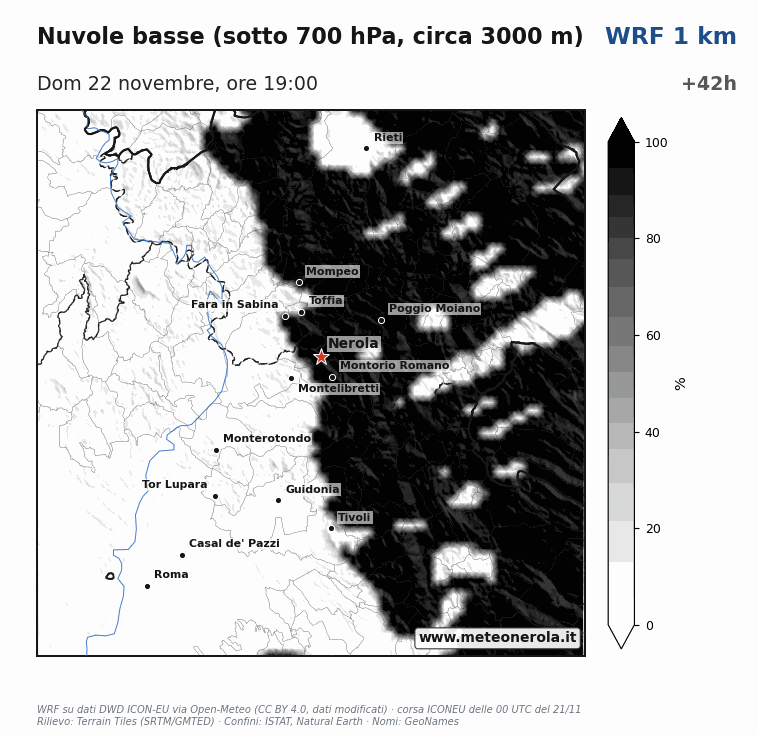 Nuvole basse (sotto 700 hPa, circa 3000 m) WRF 1 km
Dom 22 novembre, ore 19:00 +42h
Rieti
100
80
60
40
20
0
%
Mompeo
Fara in Sabina
Toffia
Poggio Moiano
Nerola
Montorio Romano
Montelibretti
Monterotondo
Tor Lupara
Guidonia
Tivoli
Casal de' Pazzi
Roma
www.meteonerola.it
WRF su dati DWD ICON-EU via Open-Meteo (CC BY 4.0, dati modificati) · corsa ICONEU delle 00 UTC del 21/11
Rilievo: Terrain Tiles (SRTM/GMTED) · Confini: ISTAT, Natural Earth · Nomi: GeoNames